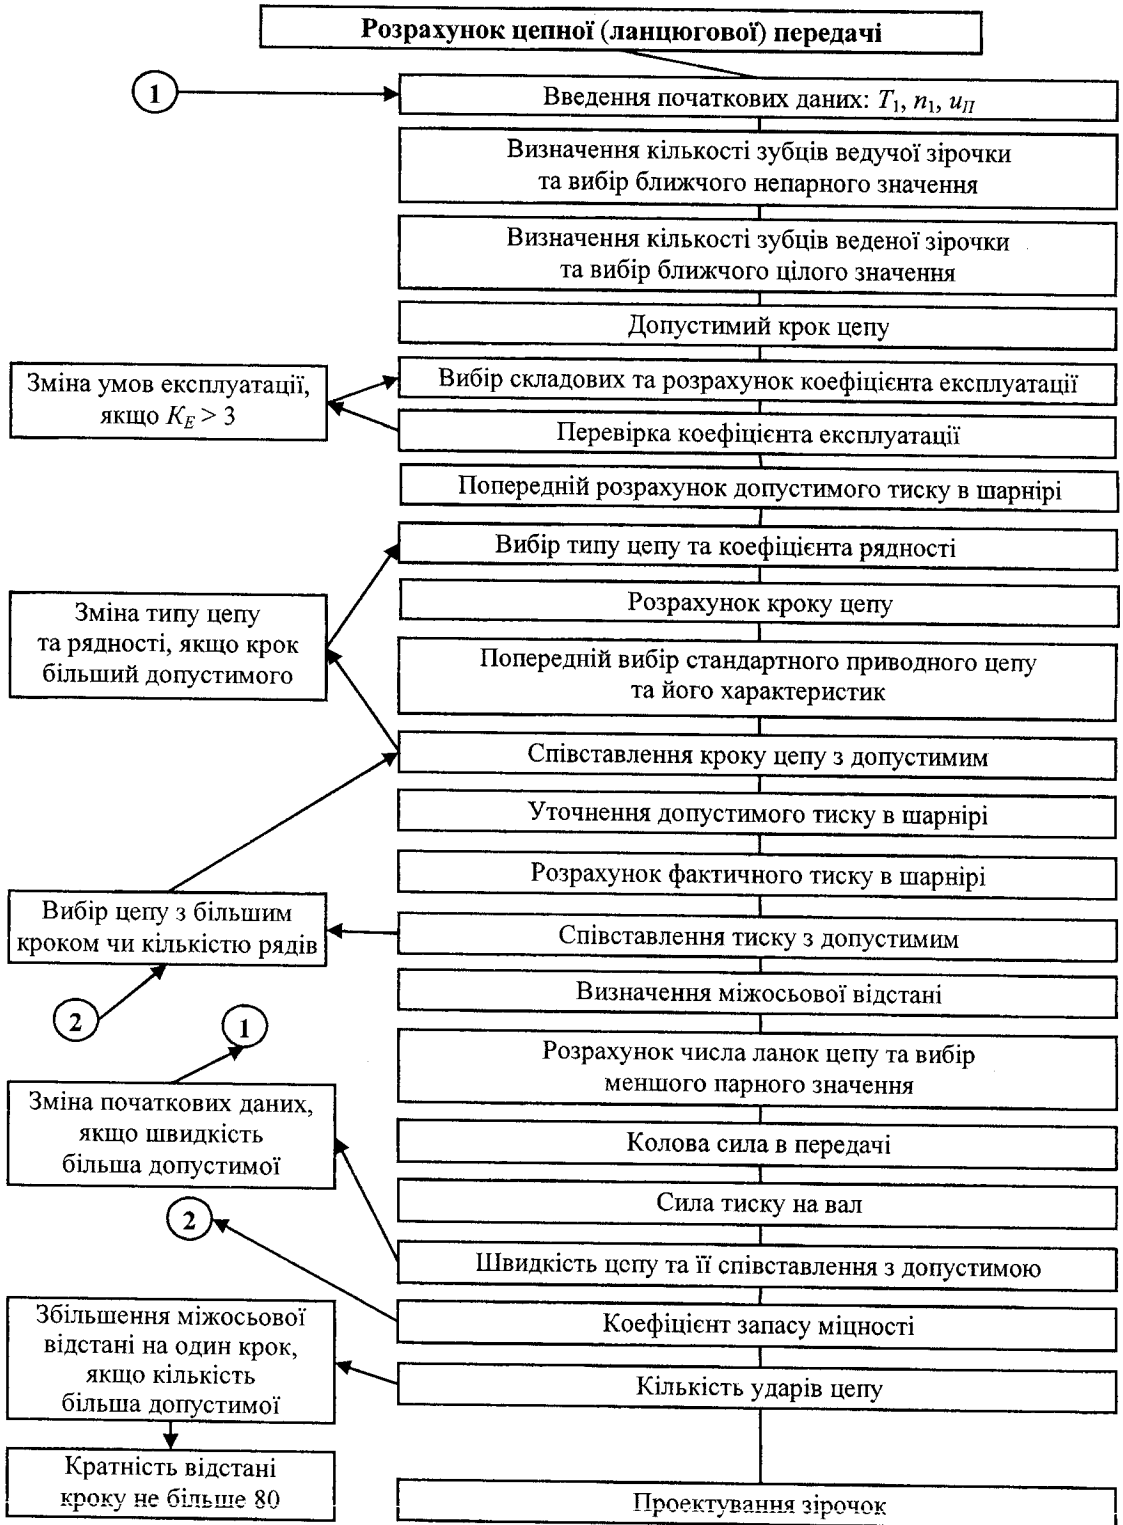 Розрахунок цепної (ланцюгової) передачі
1
Введення початкових даних: T₁, n₁, uП
Визначення кількості зубців ведучої зірочки
та вибір ближчого непарного значення
Визначення кількості зубців веденої зірочки
та вибір ближчого цілого значення
Допустимий крок цепу
Зміна умов експлуатації,
якщо KE > 3
Вибір складових та розрахунок коефіцієнта експлуатації
Перевірка коефіцієнта експлуатації
Попередній розрахунок допустимого тиску в шарнірі
Вибір типу цепу та коефіцієнта рядності
Розрахунок кроку цепу
Зміна типу цепу
та рядності, якщо крок
більший допустимого
Попередній вибір стандартного приводного цепу
та його характеристик
Співставлення кроку цепу з допустимим
Уточнення допустимого тиску в шарнірі
Розрахунок фактичного тиску в шарнірі
Вибір цепу з більшим
кроком чи кількістю рядів
Співставлення тиску з допустимим
Визначення міжосьової відстані
2
1
Розрахунок числа ланок цепу та вибір
меншого парного значення
Зміна початкових даних,
якщо швидкість
більша допустимої
Колова сила в передачі
Сила тиску на вал
2
Швидкість цепу та її співставлення з допустимою
Коефіцієнт запасу міцності
Збільшення міжосьової
відстані на один крок,
якщо кількість
більша допустимої
Кількість ударів цепу
Кратність відстані
кроку не більше 80
Проектування зірочок